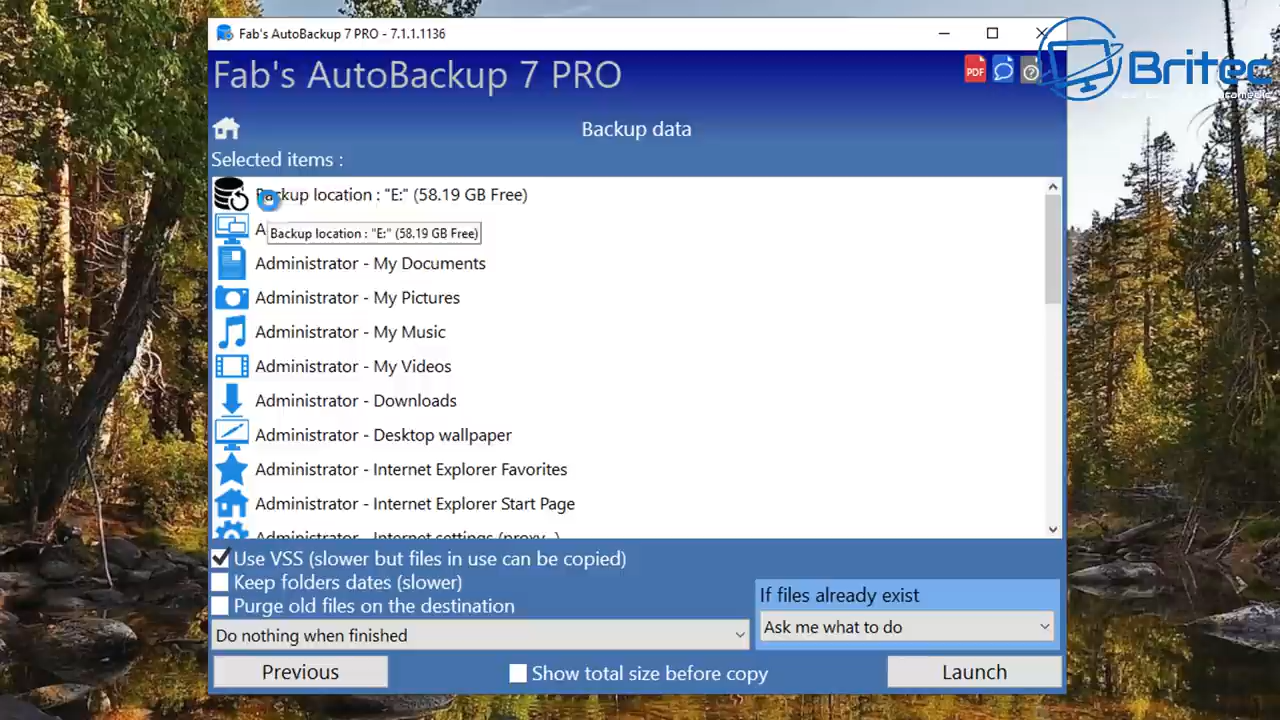 Fab's AutoBackup 7 PRO - 7.1.1.1136
Fab's AutoBackup 7 PRO
PDF
Britec
Backup data
Selected items :
Backup location : "E:" (58.19 GB Free)
A
Backup location : "E:" (58.19 GB Free)
Administrator - My Documents
Administrator - My Pictures
Administrator - My Music
Administrator - My Videos
Administrator - Downloads
Administrator - Desktop wallpaper
Administrator - Internet Explorer Favorites
Administrator - Internet Explorer Start Page
Administrator - Internet settings (proxy...)
Use VSS (slower but files in use can be copied)
Keep folders dates (slower)
Purge old files on the destination
If files already exist
Ask me what to do
Do nothing when finished
Previous
Show total size before copy
Launch